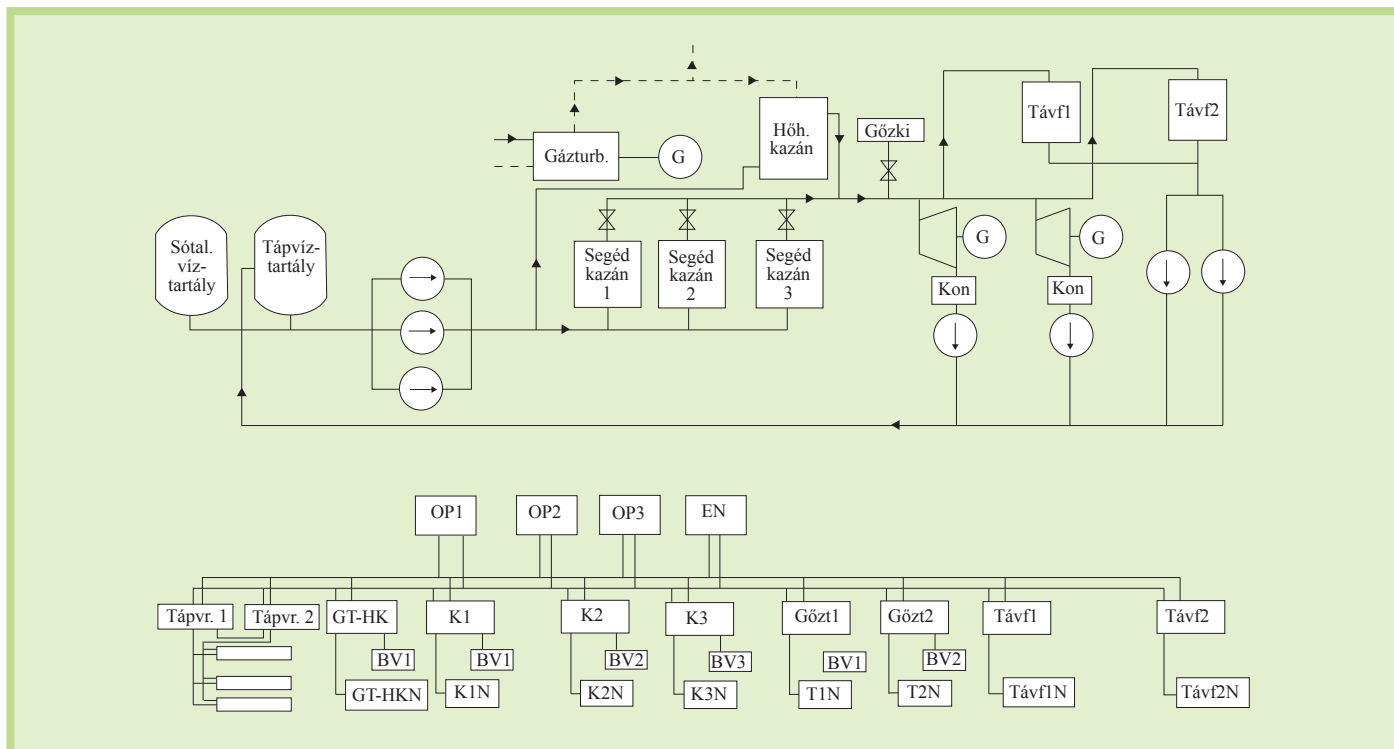 Távf1
Távf2
Hőh.
kazán
Gőzki
Gázturb.
G
Sótal.
víz-
tartály
Tápvíz-
tartály
Segéd
kazán
1
Segéd
kazán
2
Segéd
kazán
3
G
G
Kon
Kon
OP1
OP2
OP3
EN
Tápvr. 1
Tápvr. 2
GT-HK
K1
K2
K3
Gőzt1
Gőzt2
Távf1
Távf2
BV1
BV1
BV2
BV3
BV1
BV2
GT-HKN
K1N
K2N
K3N
T1N
T2N
Távf1N
Távf2N